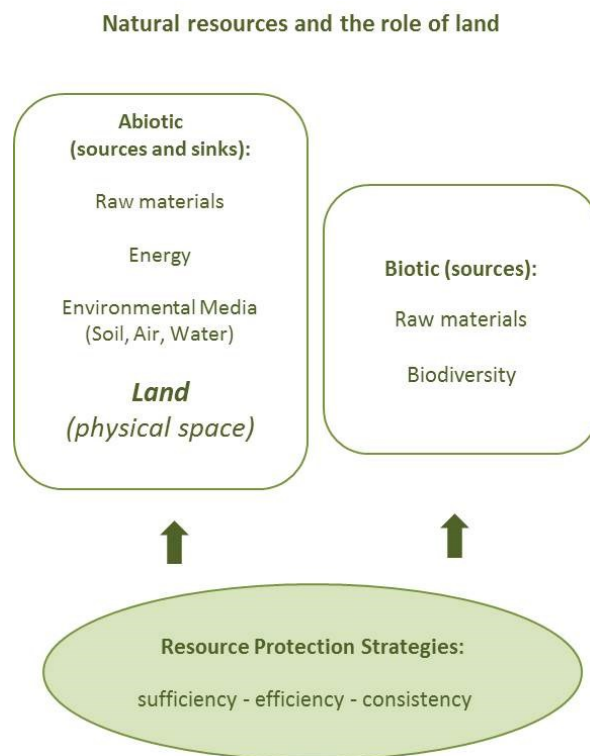 Natural resources and the role of land
Abiotic
(sources and sinks):
Raw materials
Energy
Environmental Media
(Soil, Air, Water)
Land
(physical space)
Biotic (sources):
Raw materials
Biodiversity
Resource Protection Strategies:
sufficiency - efficiency - consistency